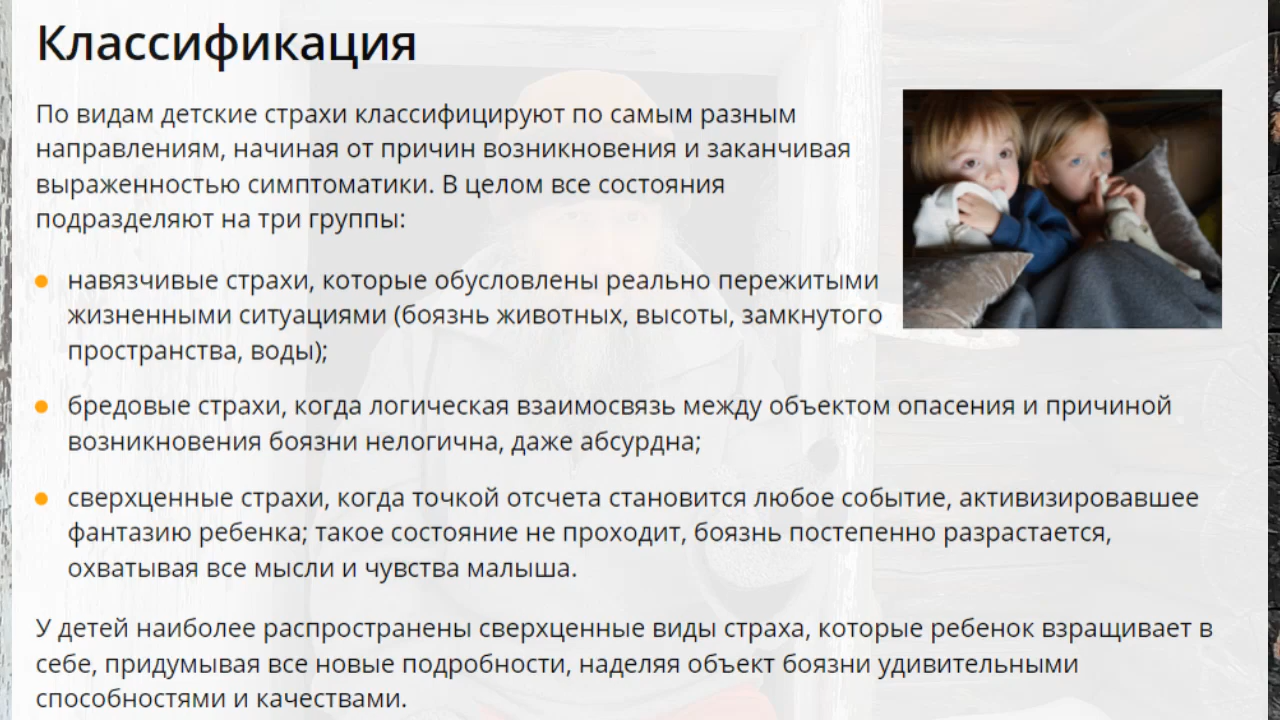 Классификация
По видам детские страхи классифицируют по самым разным
направлениям, начиная от причин возникновения и заканчивая
выраженностью симптоматики. В целом все состояния
подразделяют на три группы:
навязчивые страхи, которые обусловлены реально пережитыми
жизненными ситуациями (боязнь животных, высоты, замкнутого
пространства, воды);
бредовые страхи, когда логическая взаимосвязь между объектом опасения и причиной
возникновения боязни нелогична, даже абсурдна;
сверхценные страхи, когда точкой отсчета становится любое событие, активизировавшее
фантазию ребенка; такое состояние не проходит, боязнь постепенно разрастается,
охватывая все мысли и чувства малыша.
У детей наиболее распространены сверхценные виды страха, которые ребенок взращивает в
себе, придумывая все новые подробности, наделяя объект боязни удивительными
способностями и качествами.